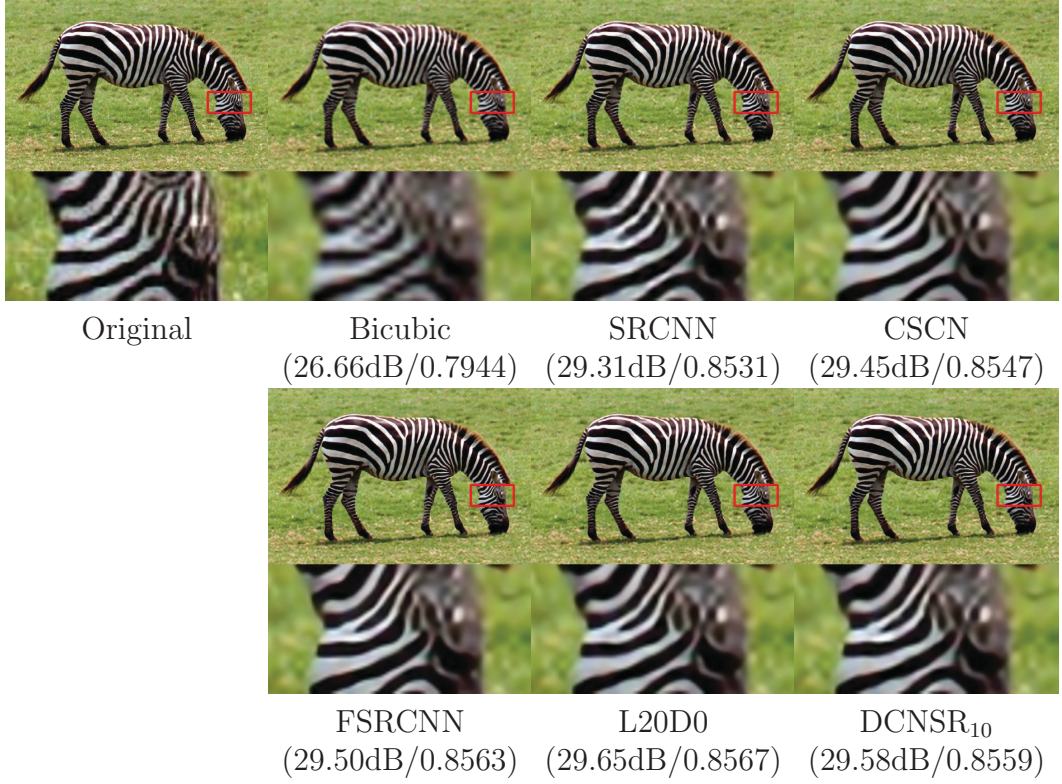 Original
Bicubic
(26.66dB/0.7944)
SRCNN
(29.31dB/0.8531)
CSCN
(29.45dB/0.8547)
FSRCNN
(29.50dB/0.8563)
L20D0
(29.65dB/0.8567)
DCNSR₁₀
(29.58dB/0.8559)